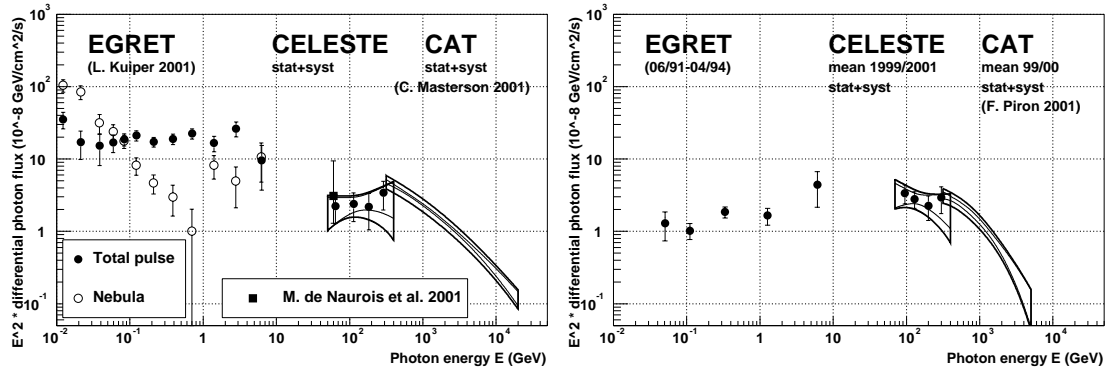 E^2 * differential photon flux (10^-8 GeV/cm^2/s)
10^3
10^2
10
1
10^-1
EGRET
(L. Kuiper 2001)
CELESTE
stat+syst
CAT
stat+syst
(C. Masterson 2001)
Total pulse
Nebula
M. de Naurois et al. 2001
10^-2
10^-1
1
10
10^2
10^3
10^4
Photon energy E (GeV)
E^2 * differential photon flux (10^-8 GeV/cm^2/s)
10^3
10^2
10
1
10^-1
EGRET
(06/91-04/94)
CELESTE
mean 1999/2001
stat+syst
CAT
mean 99/00
stat+syst
(F. Piron 2001)
10^-2
10^-1
1
10
10^2
10^3
10^4
Photon energy E (GeV)